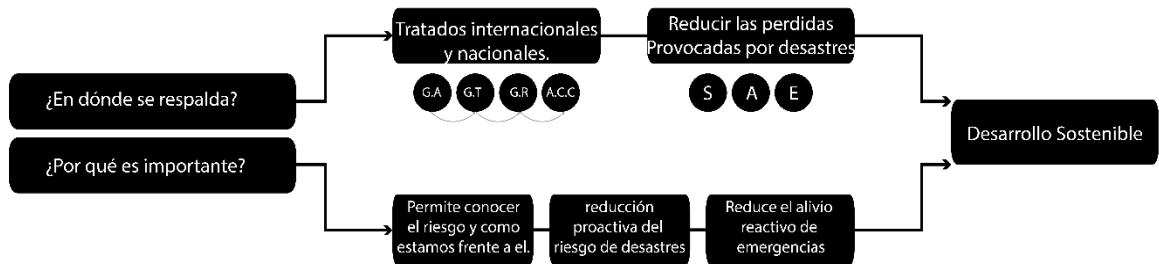 ¿En dónde se respalda?
Tratados internacionales
y nacionales.
G.A G.T G.R A.C.C
Reducir las perdidas
Provocadas por desastres
S A E
¿Por qué es importante?
Permite conocer
el riesgo y como
estamos frente a el.
reducción
proactiva del
riesgo de desastres
Reduce el alivio
reactivo de
emergencias
Desarrollo Sostenible